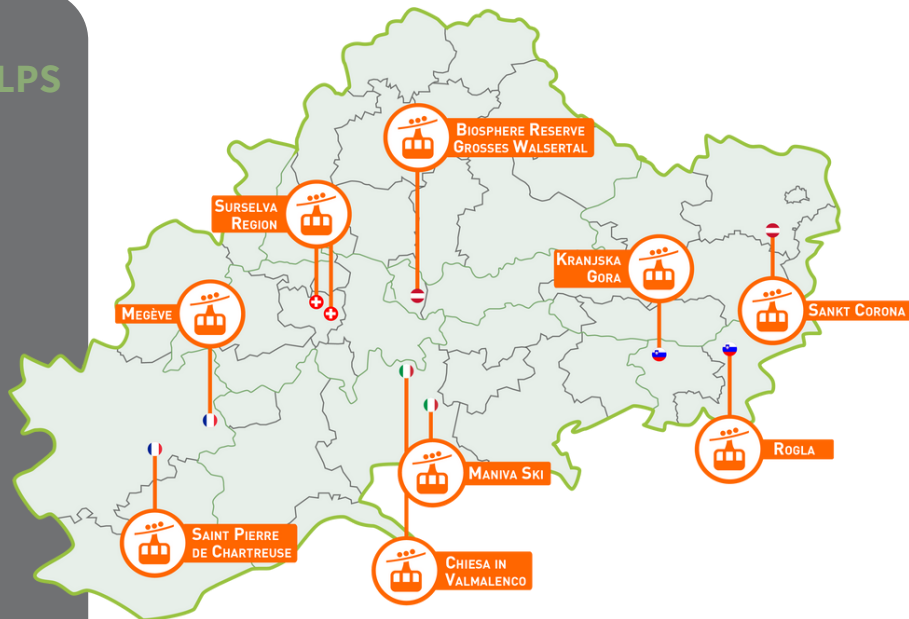 LPS
BIOSPHERE RESERVE
GROSSES WALSERTAL
SURSELVA
REGION
KRANJSKA
GORA
MEGÈVE
SANKT CORONA
ROGLA
MANIVA SKI
SAINT PIERRE
DE CHARTREUSE
CHIESA IN
VALMALENCO